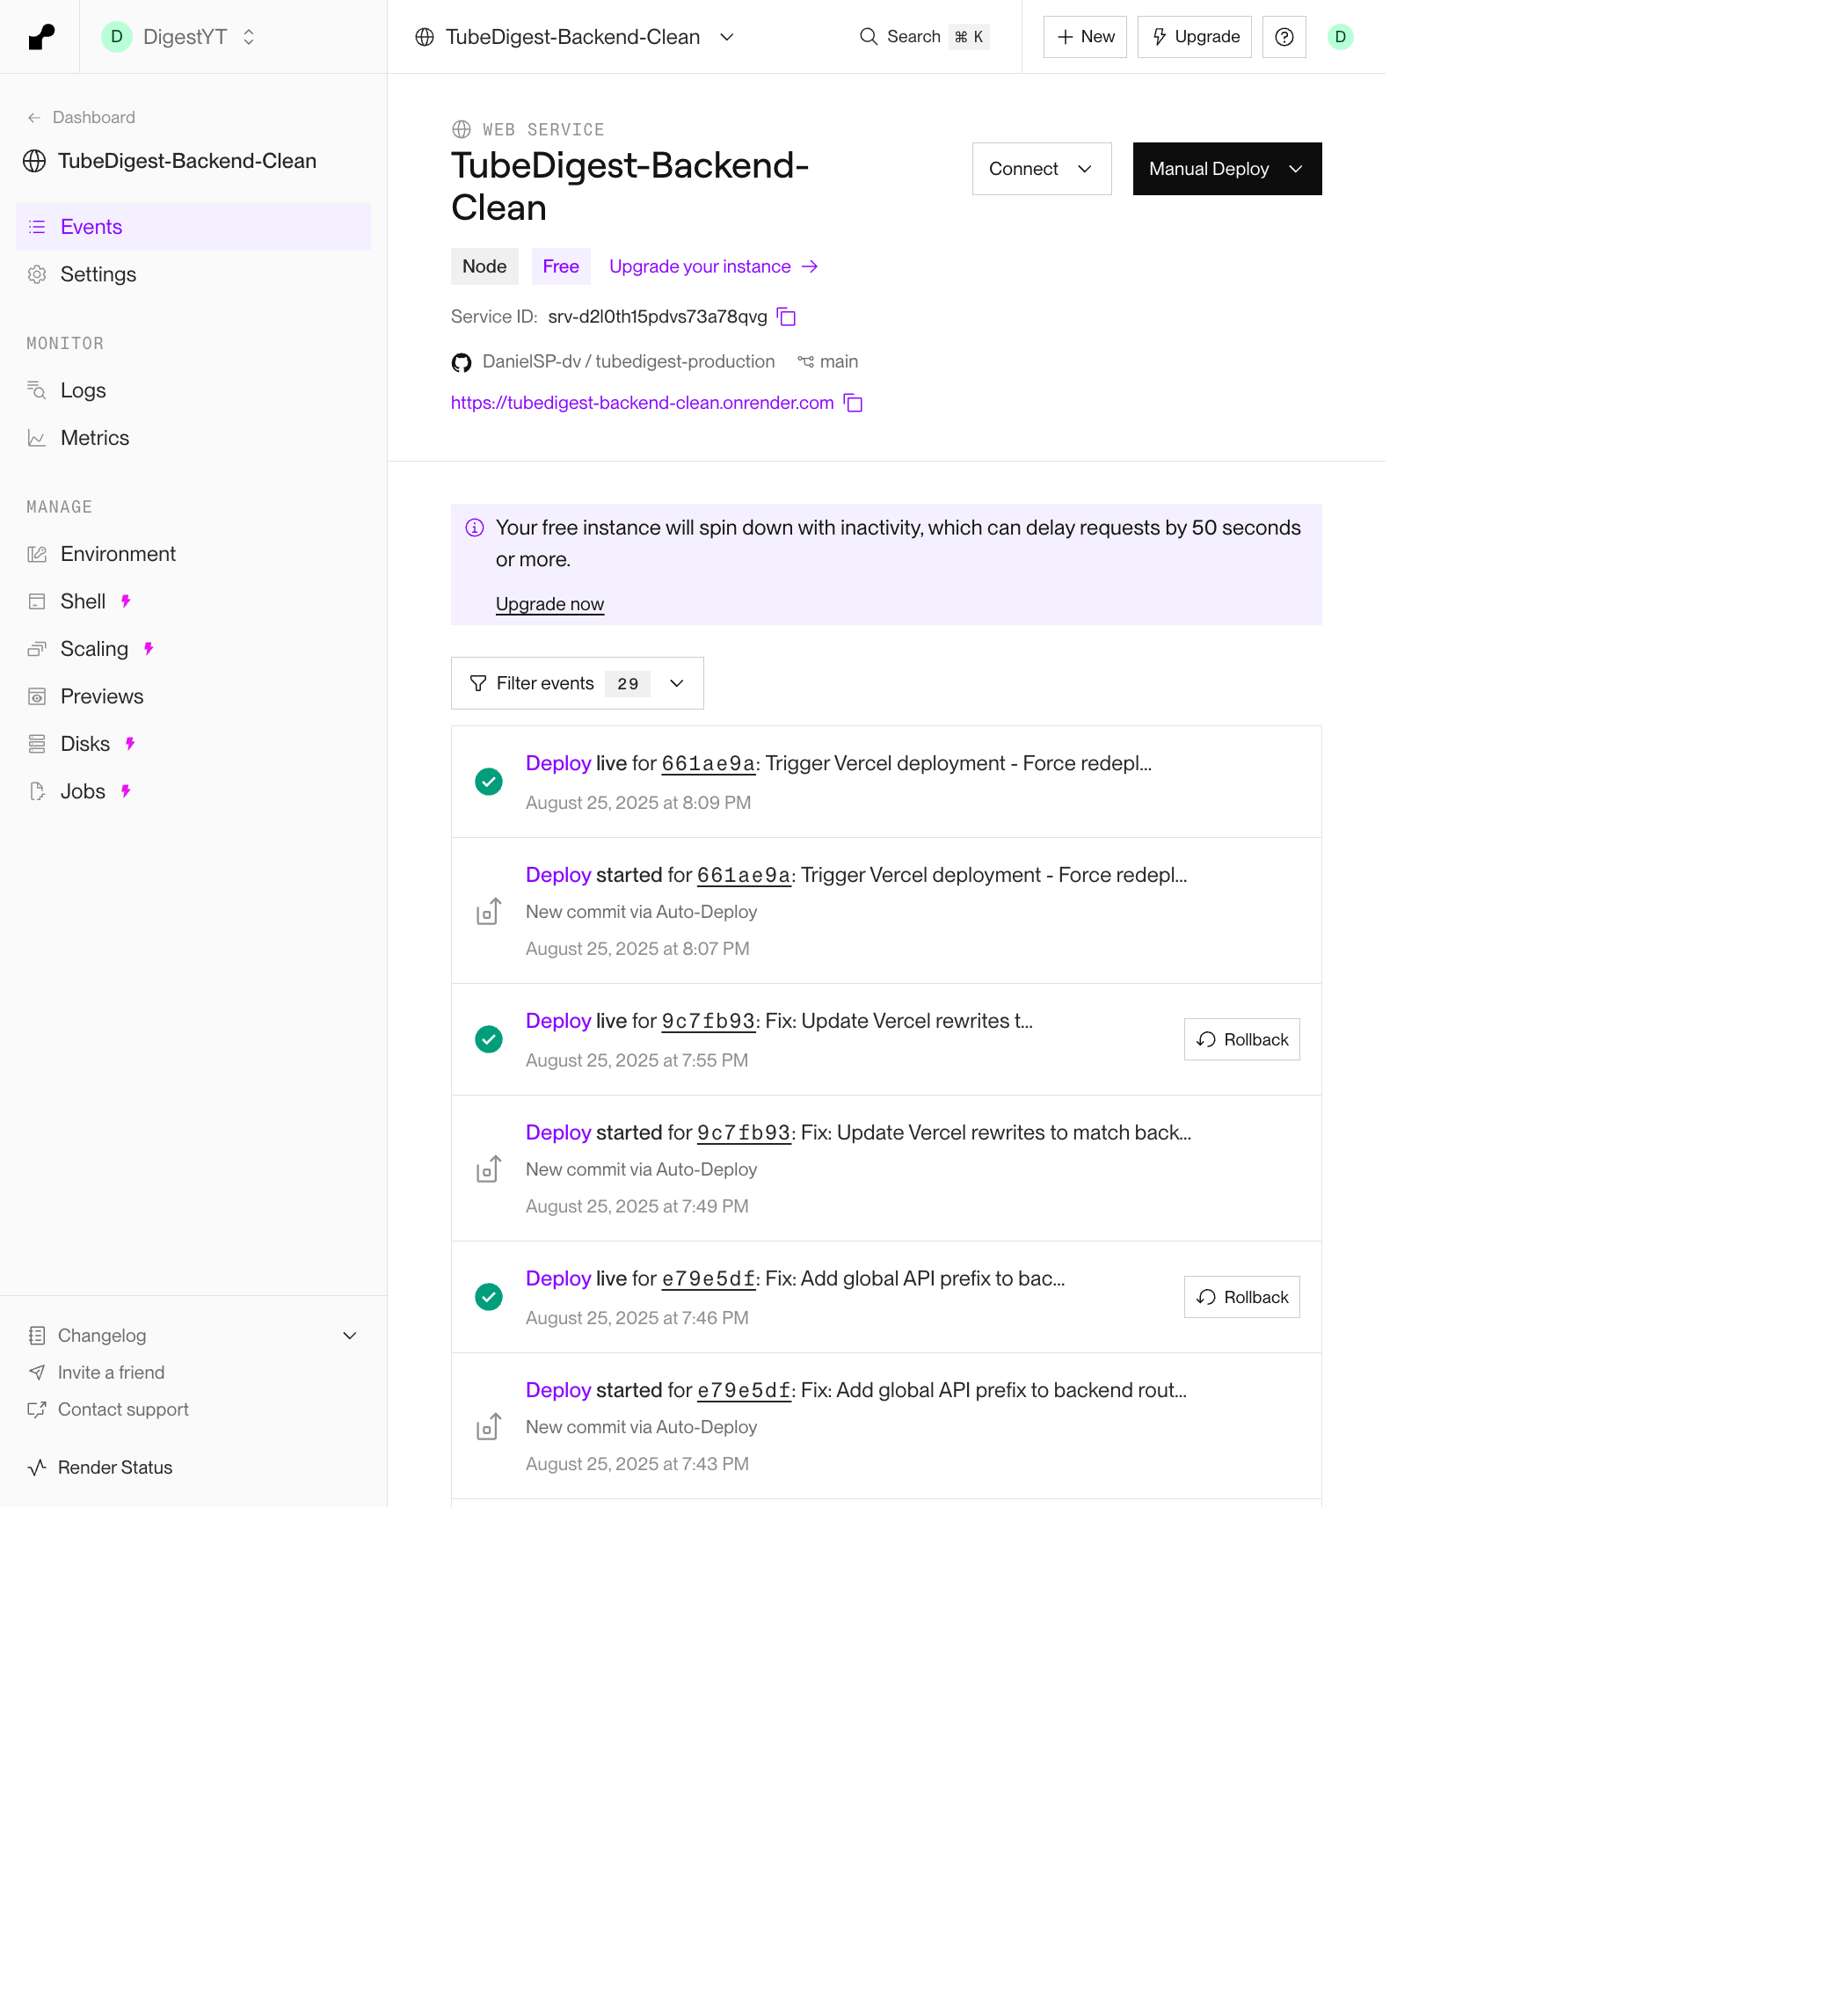 D DigestYT
TubeDigest-Backend-Clean
Search ⌘ K
New
Upgrade
D
Dashboard
TubeDigest-Backend-Clean
Events
Settings
MONITOR
Logs
Metrics
MANAGE
Environment
Shell
Scaling
Previews
Disks
Jobs
Changelog
Invite a friend
Contact support
Render Status
WEB SERVICE
TubeDigest-Backend-
Clean
Connect
Manual Deploy
Node Free Upgrade your instance
Service ID: srv-d2l0th15pdvs73a78qvg
DanielSP-dv / tubedigest-production main
https://tubedigest-backend-clean.onrender.com
Your free instance will spin down with inactivity, which can delay requests by 50 seconds
or more.
Upgrade now
Filter events 29
Deploy live for 661ae9a: Trigger Vercel deployment - Force redepl...
August 25, 2025 at 8:09 PM
Deploy started for 661ae9a: Trigger Vercel deployment - Force redepl...
New commit via Auto-Deploy
August 25, 2025 at 8:07 PM
Deploy live for 9c7fb93: Fix: Update Vercel rewrites t...
Rollback
August 25, 2025 at 7:55 PM
Deploy started for 9c7fb93: Fix: Update Vercel rewrites to match back...
New commit via Auto-Deploy
August 25, 2025 at 7:49 PM
Deploy live for e79e5df: Fix: Add global API prefix to bac...
Rollback
August 25, 2025 at 7:46 PM
Deploy started for e79e5df: Fix: Add global API prefix to backend rout...
New commit via Auto-Deploy
August 25, 2025 at 7:43 PM